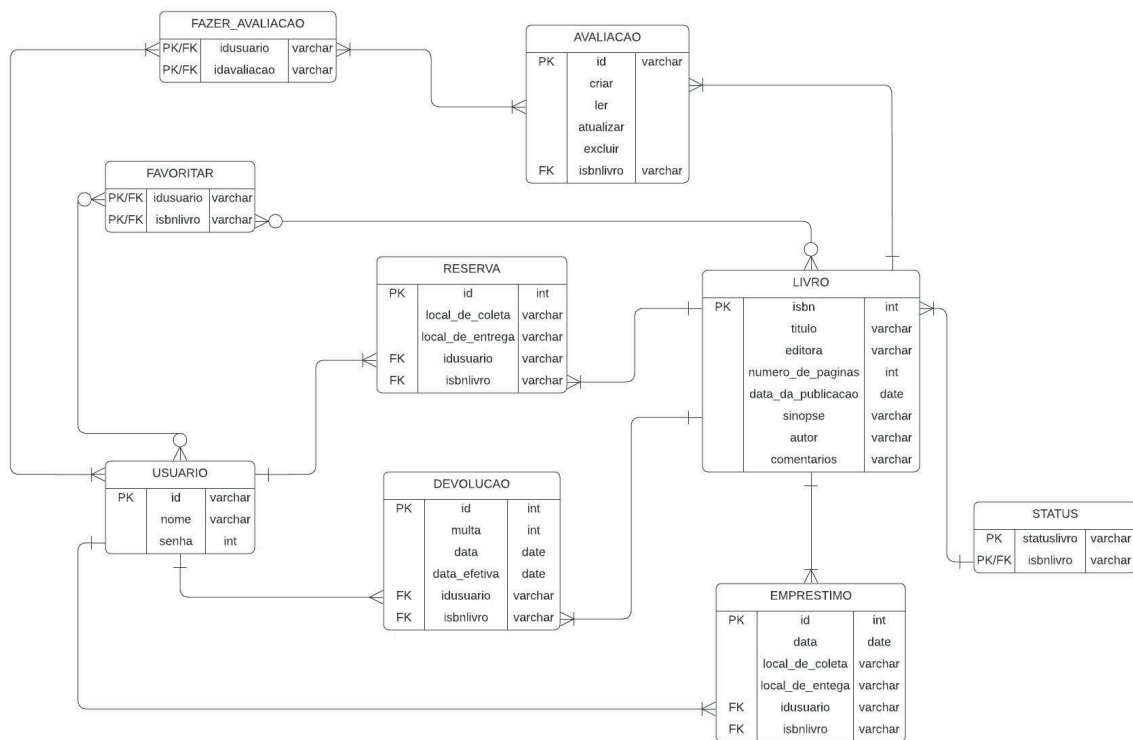 FAZER_AVALIACAO
PK/FK idusuario varchar
PK/FK idavaliacao varchar
AVALIACAO
PK id varchar
criar
ler
atualizar
excluir
FK isbnlivro varchar
FAVORITAR
PK/FK idusuario varchar
PK/FK isbnlivro varchar
RESERVA
PK id int
local_de_coleta varchar
local_de_entrega varchar
FK idusuario varchar
FK isbnlivro varchar
LIVRO
PK isbn int
titulo varchar
editora varchar
numero_de_paginas int
data_da_publicacao date
sinopse varchar
autor varchar
comentarios varchar
USUARIO
PK id varchar
nome varchar
senha int
DEVOLUCAO
PK id int
multa int
data date
data_efetiva date
FK idusuario varchar
FK isbnlivro varchar
STATUS
PK statuslivro varchar
PK/FK isbnlivro varchar
EMPRESTIMO
PK id int
data date
local_de_coleta varchar
local_de_entega varchar
FK idusuario varchar
FK isbnlivro varchar